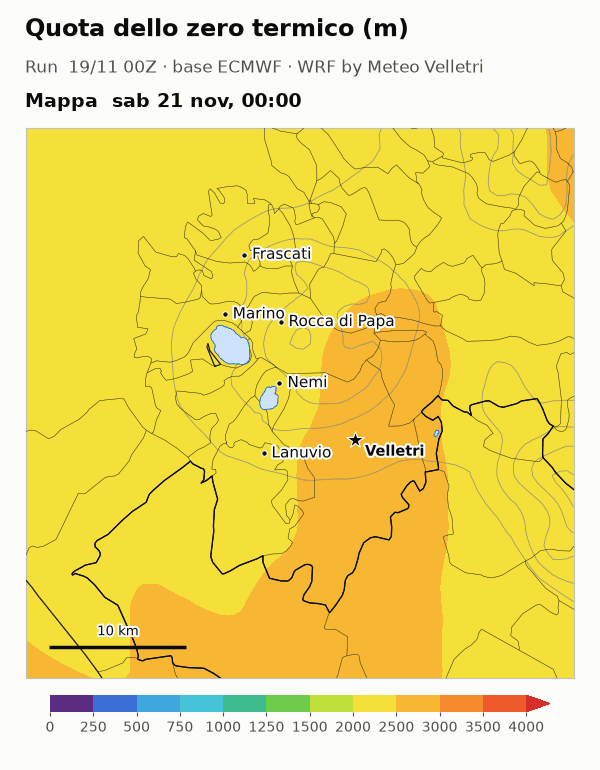 Quota dello zero termico (m)
Run  19/11 00Z · base ECMWF · WRF by Meteo Velletri
Mappa  sab 21 nov, 00:00
Frascati
Marino
Rocca di Papa
Nemi
Velletri
Lanuvio
10 km
0 250 500 750 1000 1250 1500 2000 2500 3000 3500 4000